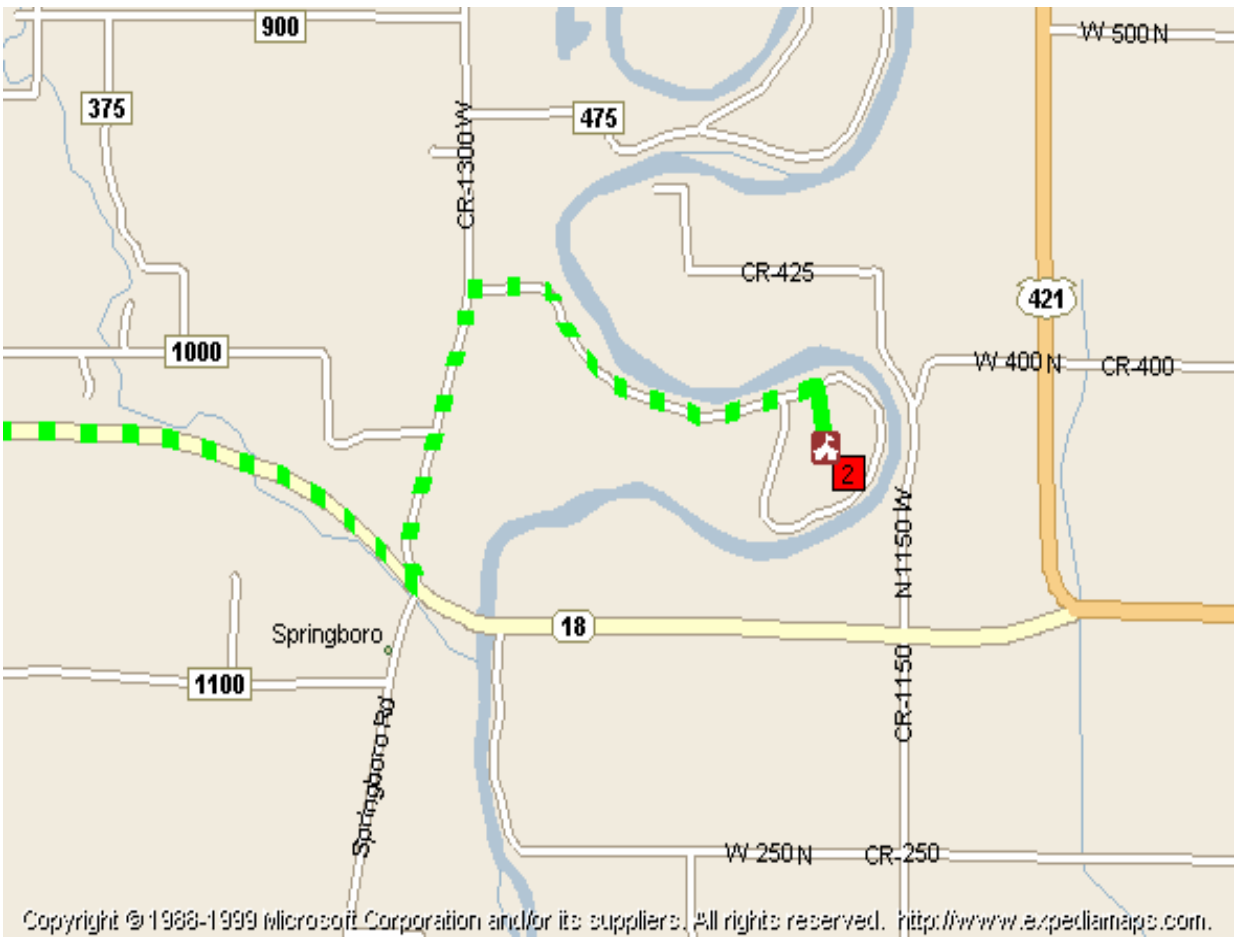 900
W 500 N
375
475
CR-1300 W
CR-425
421
1000
W 400 N
CR-400
2
N 1150 W
18
Springboro
1100
CR-1150
Springboro Rd
W 250 N
CR-250
Copyright © 1988-1999 Microsoft Corporation and/or its suppliers. All rights reserved. http://www.expediamaps.com.